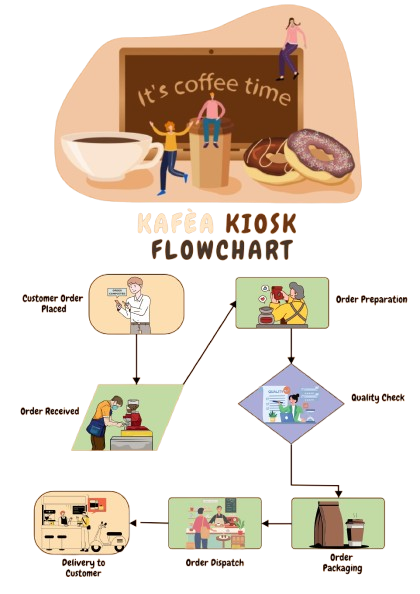 It's coffee time
KAFÈA KIOSK
FLOWCHART
Customer Order
Placed
Order Preparation
Order Received
Quality Check
Delivery to
Customer
Order Dispatch
Order
Packaging